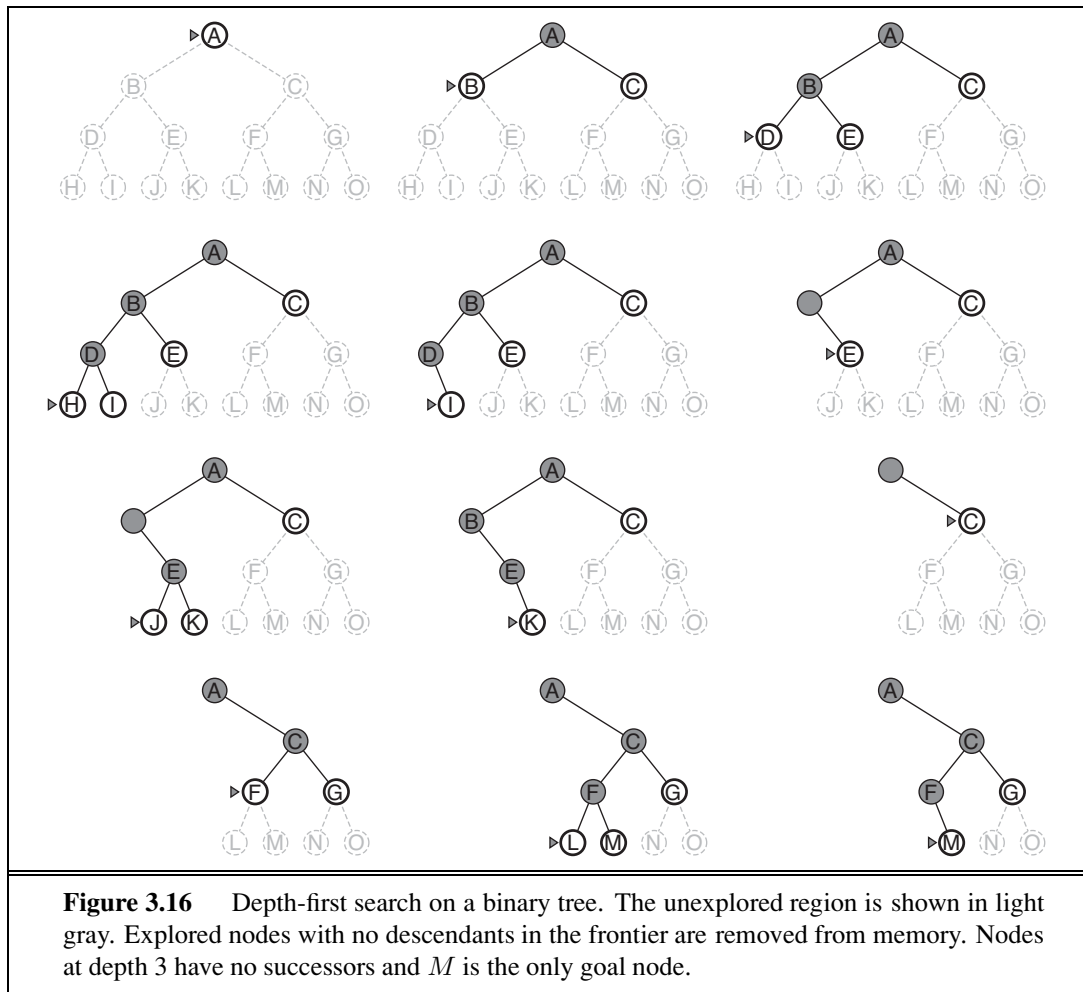 A A A
B C B C B C
D E F G D E F G D E F G
H I J K L M N O H I J K L M N O H I J K L M N O
A A A
B C B C C
D E F G D E F G E F G
H I J K L M N O I J K L M N O J K L M N O
A A
C B C C
E F G E F G F G
J K L M N O K L M N O L M N O
A A A
C C C
F G F G F G
L M N O L M N O M N O
Figure 3.16 Depth-first search on a binary tree. The unexplored region is shown in light
gray. Explored nodes with no descendants in the frontier are removed from memory. Nodes
at depth 3 have no successors and M is the only goal node.